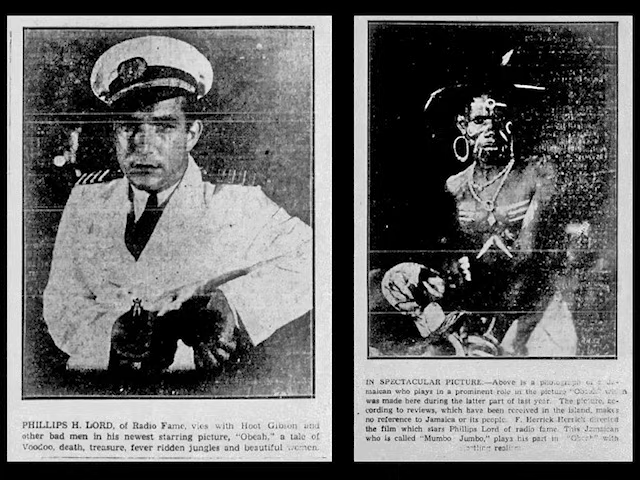 PHILLIPS H. LORD, of Radio Fame, vies with Hoot Gibson and
other bad men in his newest starring picture, "Obeah," a tale of
Voodoo, death, treasure, fever ridden jungles and beautiful women.
IN SPECTACULAR PICTURE.—Above is a photograph of a Ja-
maican who plays in a prominent role in the picture "Obeah" which
was made here during the latter part of last year. The picture, ac-
cording to reviews, which have been received in the island, makes
no reference to Jamaica or its people. F. Herrick Herrick directed
the film which stars Phillips Lord of radio fame. This Jamaican
who is called "Mumbo Jumbo," plays his part in "Obeah" with
startling realism.